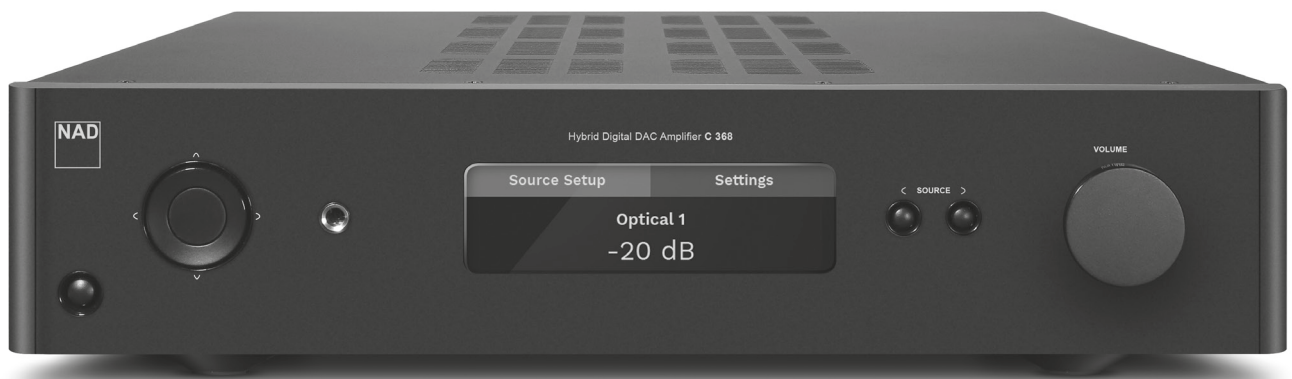 NAD
Hybrid Digital DAC Amplifier C 368
Source Setup
Settings
Optical 1
-20 dB
SOURCE
VOLUME